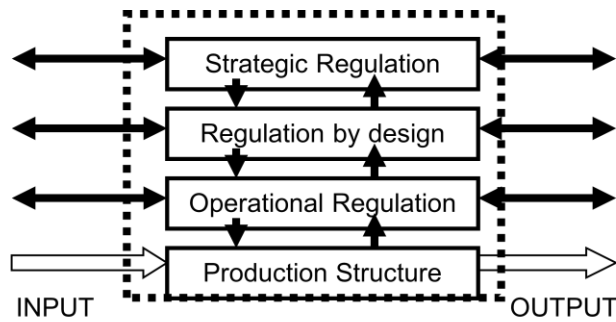 Strategic Regulation
Regulation by design
Operational Regulation
Production Structure
INPUT
OUTPUT